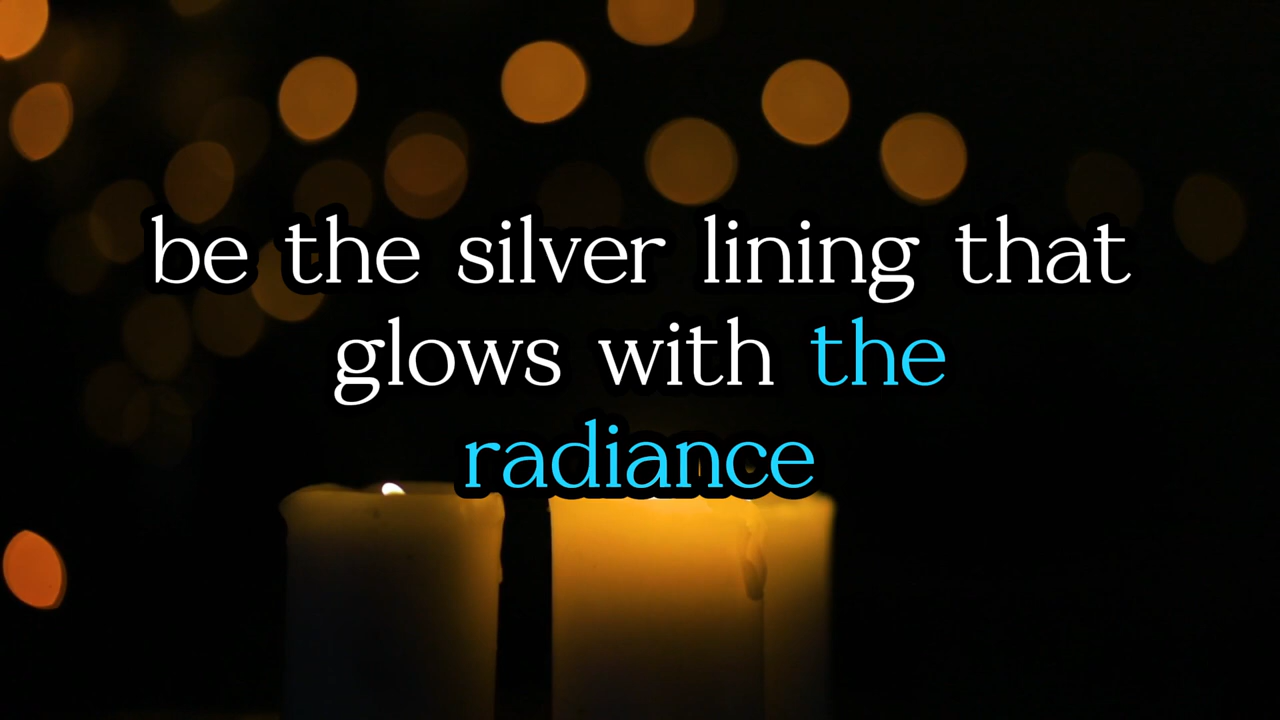 be the silver lining that
glows with the
radiance